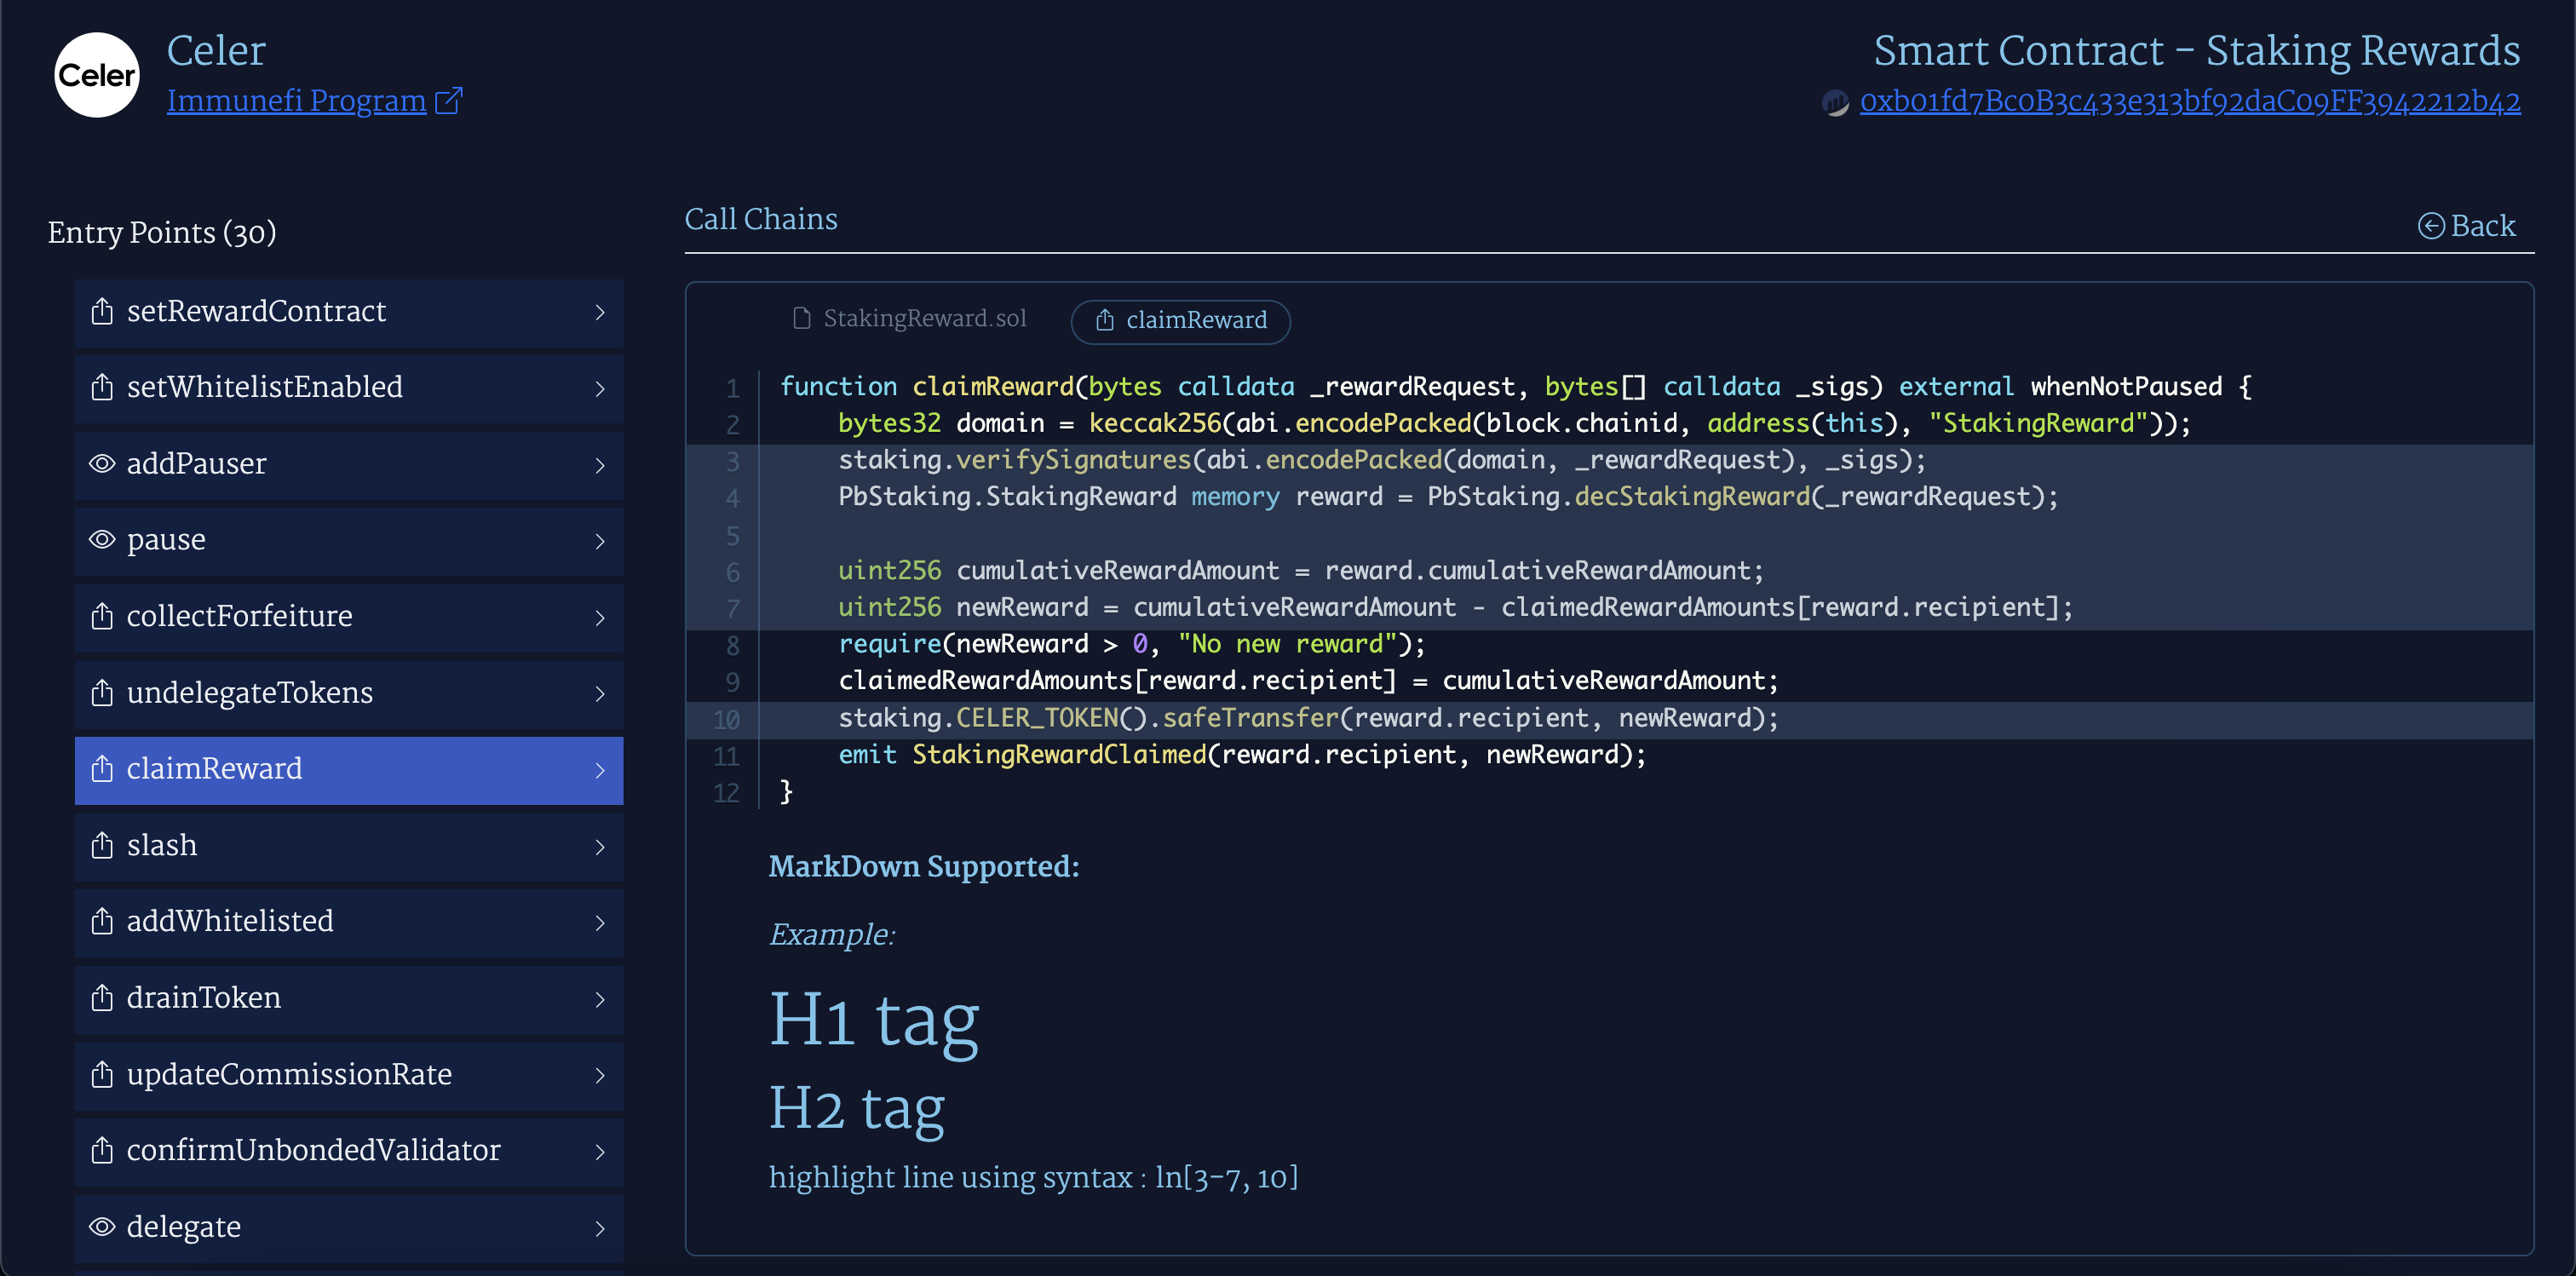 Celer
Celer
Immunefi Program
Smart Contract - Staking Rewards
0xb01fd7Bc0B3c433e313bf92daC09FF3942212b42
Entry Points (30)
setRewardContract
setWhitelistEnabled
addPauser
pause
collectForfeiture
undelegateTokens
claimReward
slash
addWhitelisted
drainToken
updateCommissionRate
confirmUnbondedValidator
delegate
Call Chains
Back
StakingReward.sol
claimReward
1 function claimReward(bytes calldata _rewardRequest, bytes[] calldata _sigs) external whenNotPaused {
2 bytes32 domain = keccak256(abi.encodePacked(block.chainid, address(this), "StakingReward"));
3 staking.verifySignatures(abi.encodePacked(domain, _rewardRequest), _sigs);
4 PbStaking.StakingReward memory reward = PbStaking.decStakingReward(_rewardRequest);
5
6 uint256 cumulativeRewardAmount = reward.cumulativeRewardAmount;
7 uint256 newReward = cumulativeRewardAmount - claimedRewardAmounts[reward.recipient];
8 require(newReward > 0, "No new reward");
9 claimedRewardAmounts[reward.recipient] = cumulativeRewardAmount;
10 staking.CELER_TOKEN().safeTransfer(reward.recipient, newReward);
11 emit StakingRewardClaimed(reward.recipient, newReward);
12 }
MarkDown Supported:
Example:
H1 tag
H2 tag
highlight line using syntax : ln[3-7, 10]